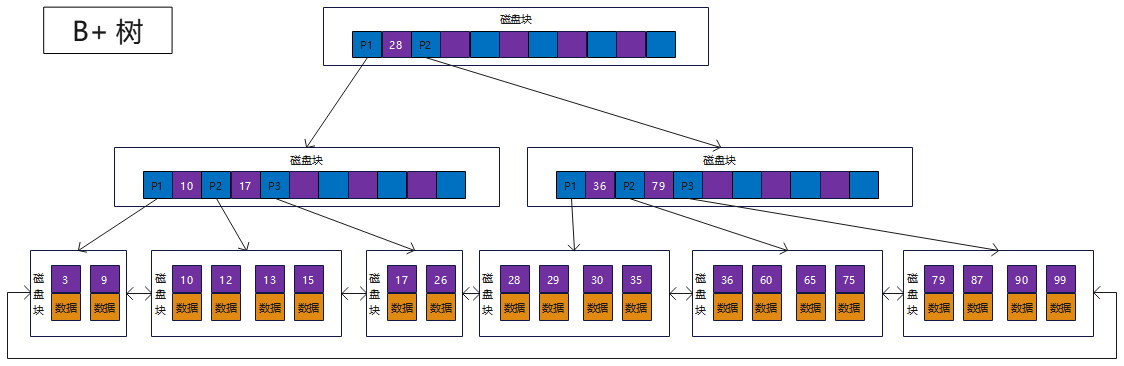 B+ 树
磁盘块
P1 28 P2
磁盘块
P1 10 P2 17 P3
磁盘块
P1 36 P2 79 P3
磁盘块
3 9
数据 数据
磁盘块
10 12 13 15
数据 数据 数据 数据
磁盘块
17 26
数据 数据
磁盘块
28 29 30 35
数据 数据 数据 数据
磁盘块
36 60 65 75
数据 数据 数据 数据
磁盘块
79 87 90 99
数据 数据 数据 数据